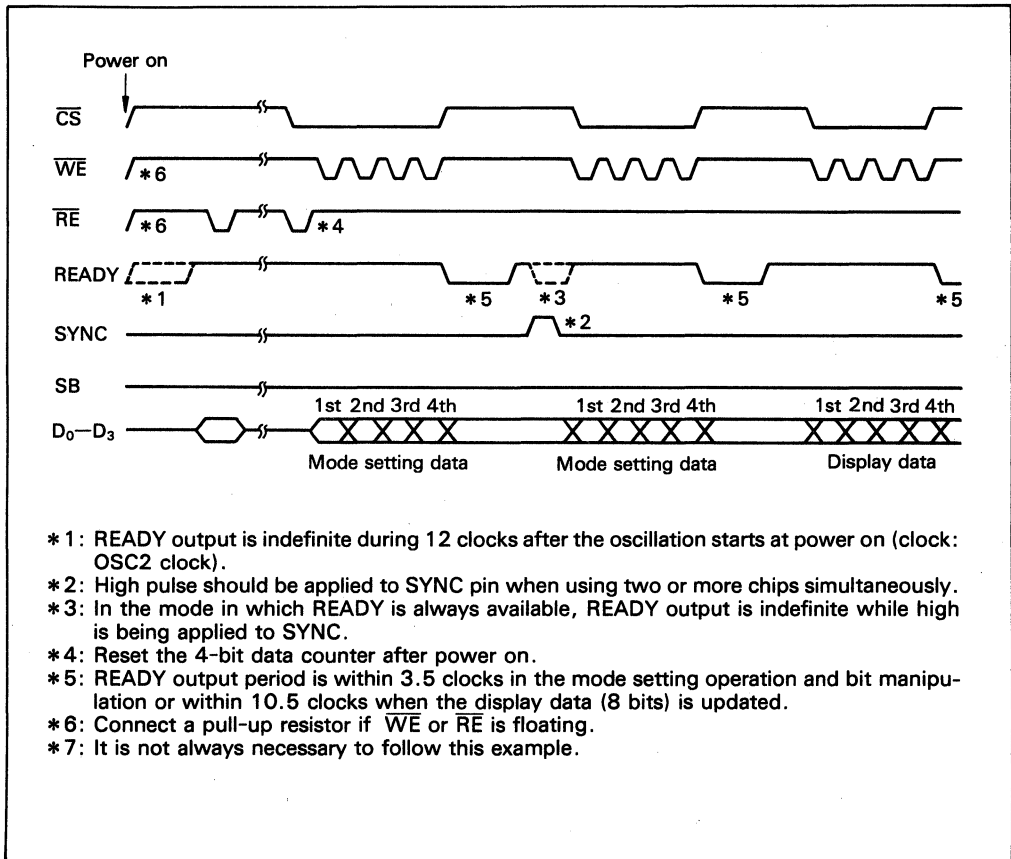 Power on
CS
WE
*6
RE
*6
*4
READY
*1
*5
*3
*5
*5
SYNC
*2
SB
1st 2nd 3rd 4th
1st 2nd 3rd 4th
1st 2nd 3rd 4th
D₀—D₃
Mode setting data
Mode setting data
Display data
*1: READY output is indefinite during 12 clocks after the oscillation starts at power on (clock:
OSC2 clock).
*2: High pulse should be applied to SYNC pin when using two or more chips simultaneously.
*3: In the mode in which READY is always available, READY output is indefinite while high
is being applied to SYNC.
*4: Reset the 4-bit data counter after power on.
*5: READY output period is within 3.5 clocks in the mode setting operation and bit manipu-
lation or within 10.5 clocks when the display data (8 bits) is updated.
*6: Connect a pull-up resistor if WE or RE is floating.
*7: It is not always necessary to follow this example.